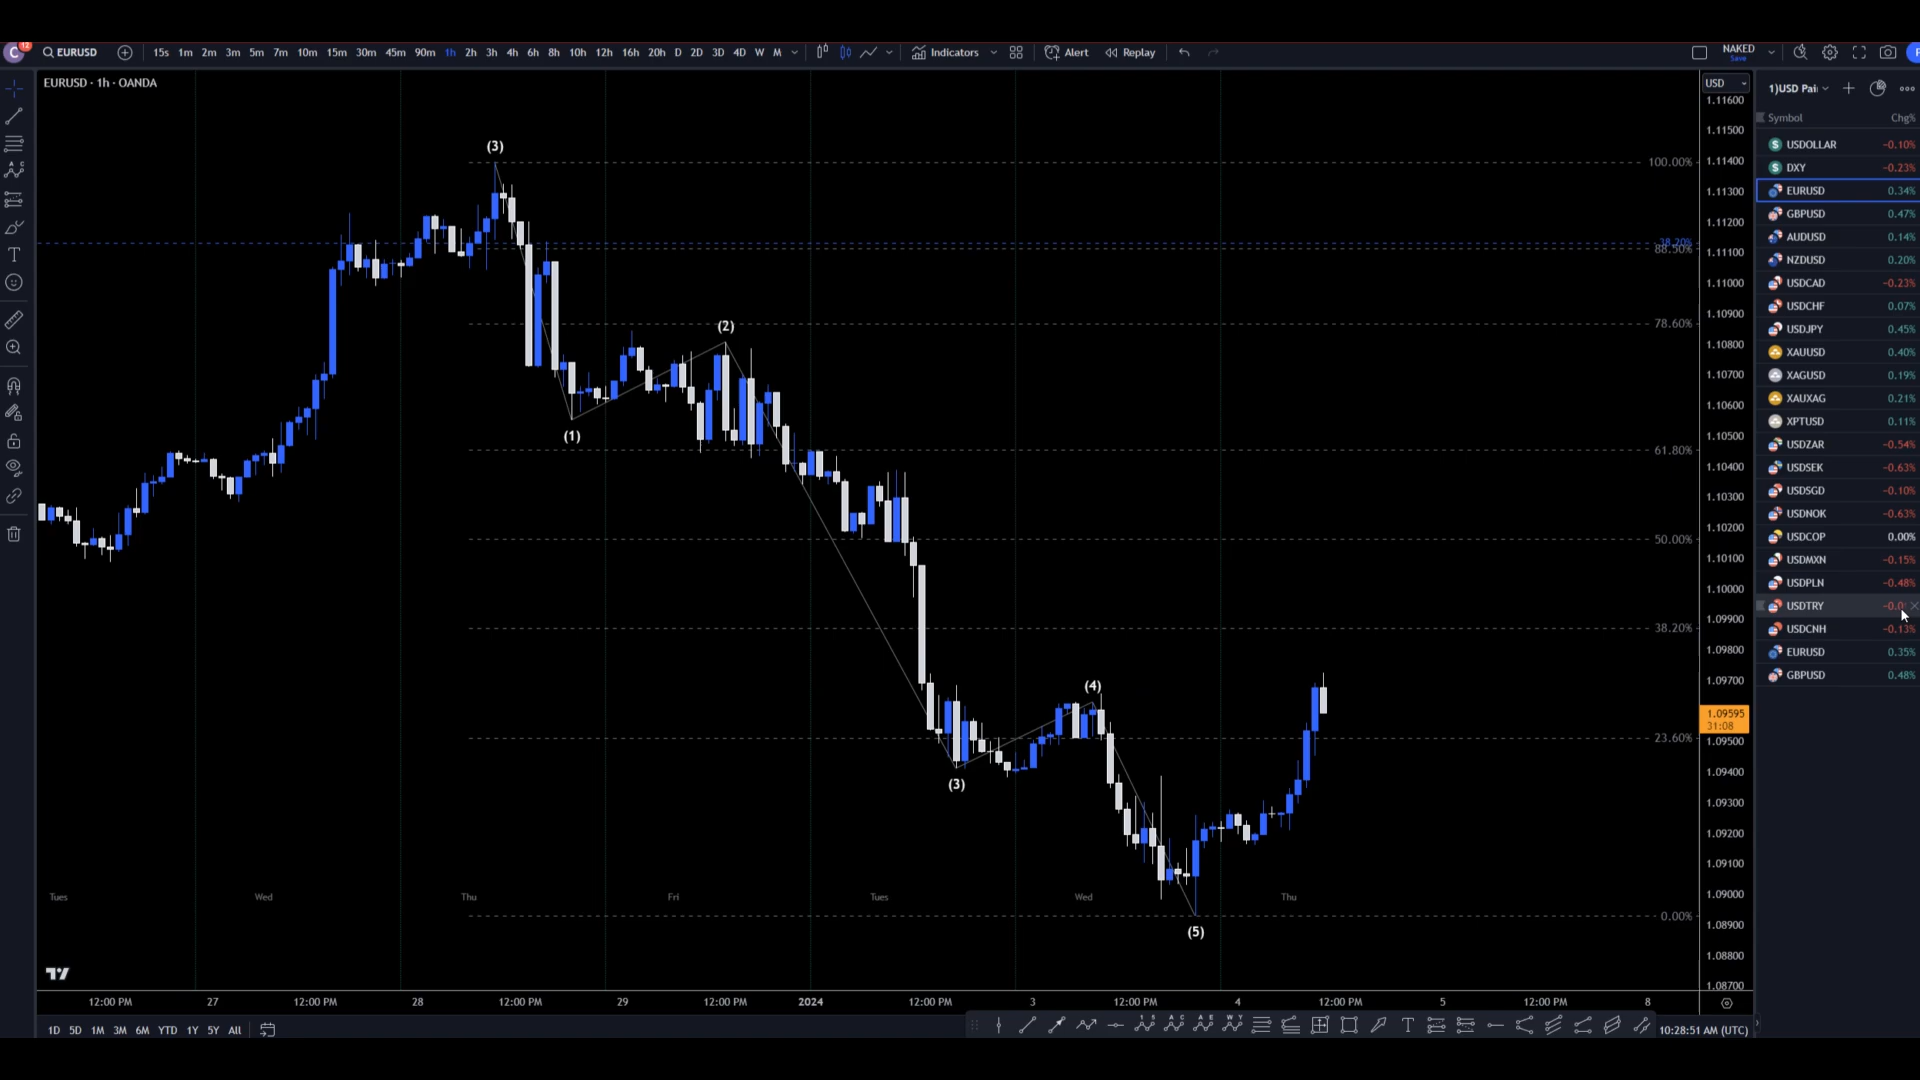 C 12 EURUSD 15s 1m 2m 3m 5m 7m 10m 15m 30m 45m 90m 1h 2h 3h 4h 6h 8h 10h 12h 16h 20h D 2D 3D 4D W M Indicators Alert Replay NAKED
Save
EURUSD · 1h · OANDA
USD
1)USD Pai
Symbol Chg%
USDOLLAR −0.10%
DXY −0.23%
EURUSD 0.34%
GBPUSD 0.47%
AUDUSD 0.14%
NZDUSD 0.20%
USDCAD −0.23%
USDCHF 0.07%
USDJPY 0.45%
XAUUSD 0.40%
XAGUSD 0.19%
XAUXAG 0.21%
XPTUSD 0.11%
USDZAR −0.54%
USDSEK −0.63%
USDSGD −0.10%
USDNOK −0.63%
USDCOP 0.00%
USDMXN −0.15%
USDPLN −0.48%
USDTRY −0.0
USDCNH −0.13%
EURUSD 0.35%
GBPUSD 0.48%
1.11600
1.11500
1.11400
1.11300
1.11200
1.11100
1.11000
1.10900
1.10800
1.10700
1.10600
1.10500
1.10400
1.10300
1.10200
1.10100
1.10000
1.09900
1.09800
1.09700
1.09595
31:08
1.09500
1.09400
1.09300
1.09200
1.09100
1.09000
1.08900
1.08800
1.08700
100.00%
38.20%
88.50%
78.60%
61.80%
50.00%
38.20%
23.60%
0.00%
(3)
(2)
(1)
(4)
(3)
(5)
Tues Wed Thu Fri Tues Wed Thu
12:00 PM 27 12:00 PM 28 12:00 PM 29 12:00 PM 2024 12:00 PM 3 12:00 PM 4 12:00 PM 5 12:00 PM 8
1D 5D 1M 3M 6M YTD 1Y 5Y All
10:28:51 AM (UTC)